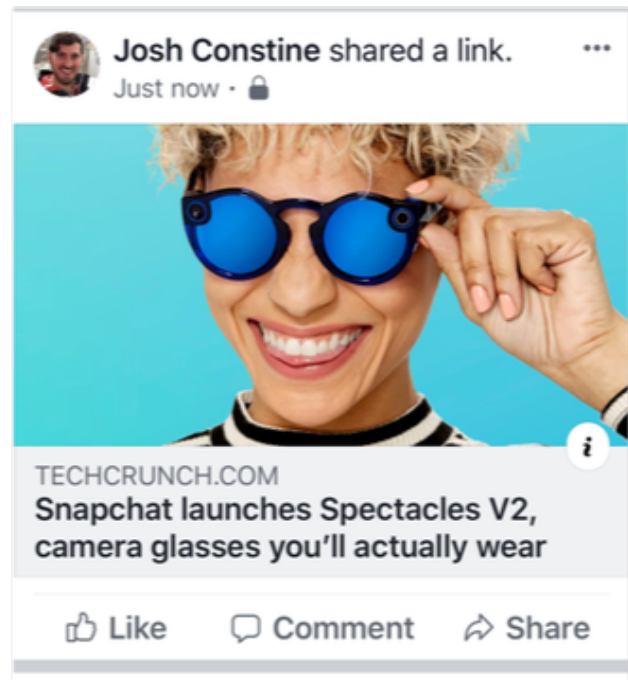 Josh Constine shared a link.
Just now ·
TECHCRUNCH.COM
Snapchat launches Spectacles V2,
camera glasses you'll actually wear
Like Comment Share